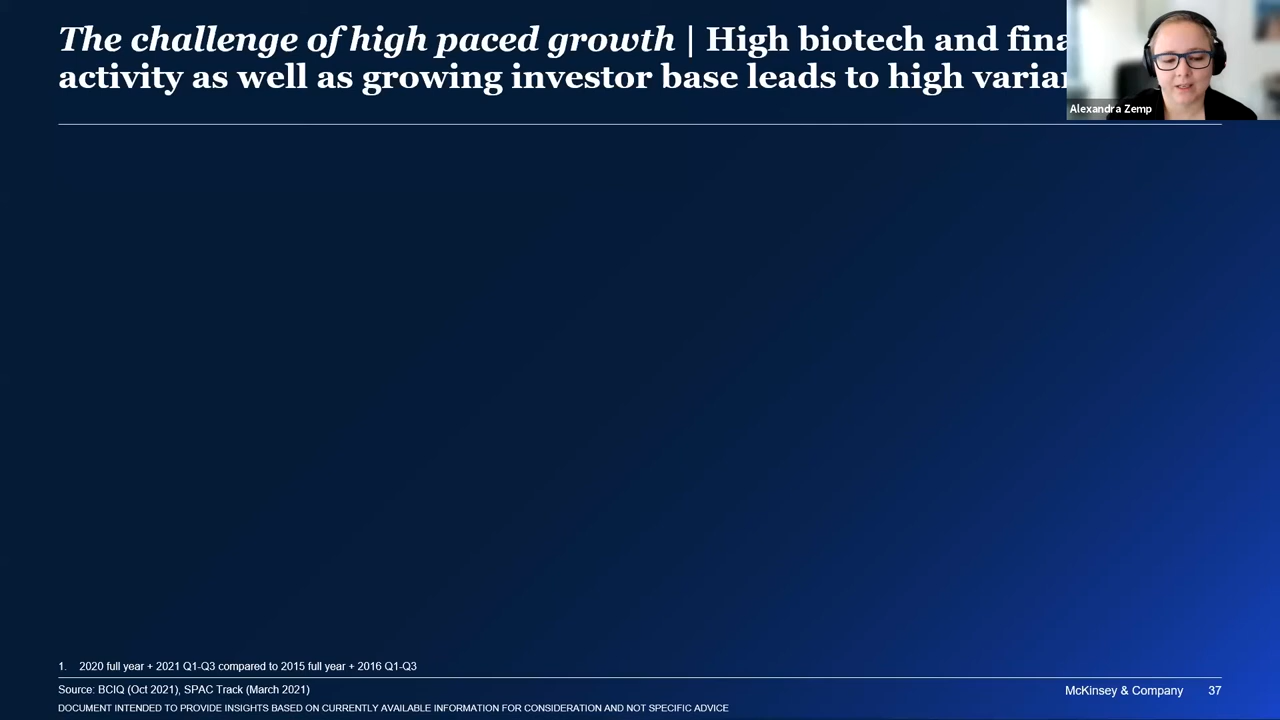 The challenge of high paced growth | High biotech and
activity as well as growing investor base leads to high
Alexandra Zemp
1. 2020 full year + 2021 Q1-Q3 compared to 2015 full year + 2016 Q1-Q3
Source: BCIQ (Oct 2021), SPAC Track (March 2021)
McKinsey & Company 37
DOCUMENT INTENDED TO PROVIDE INSIGHTS BASED ON CURRENTLY AVAILABLE INFORMATION FOR CONSIDERATION AND NOT SPECIFIC ADVICE